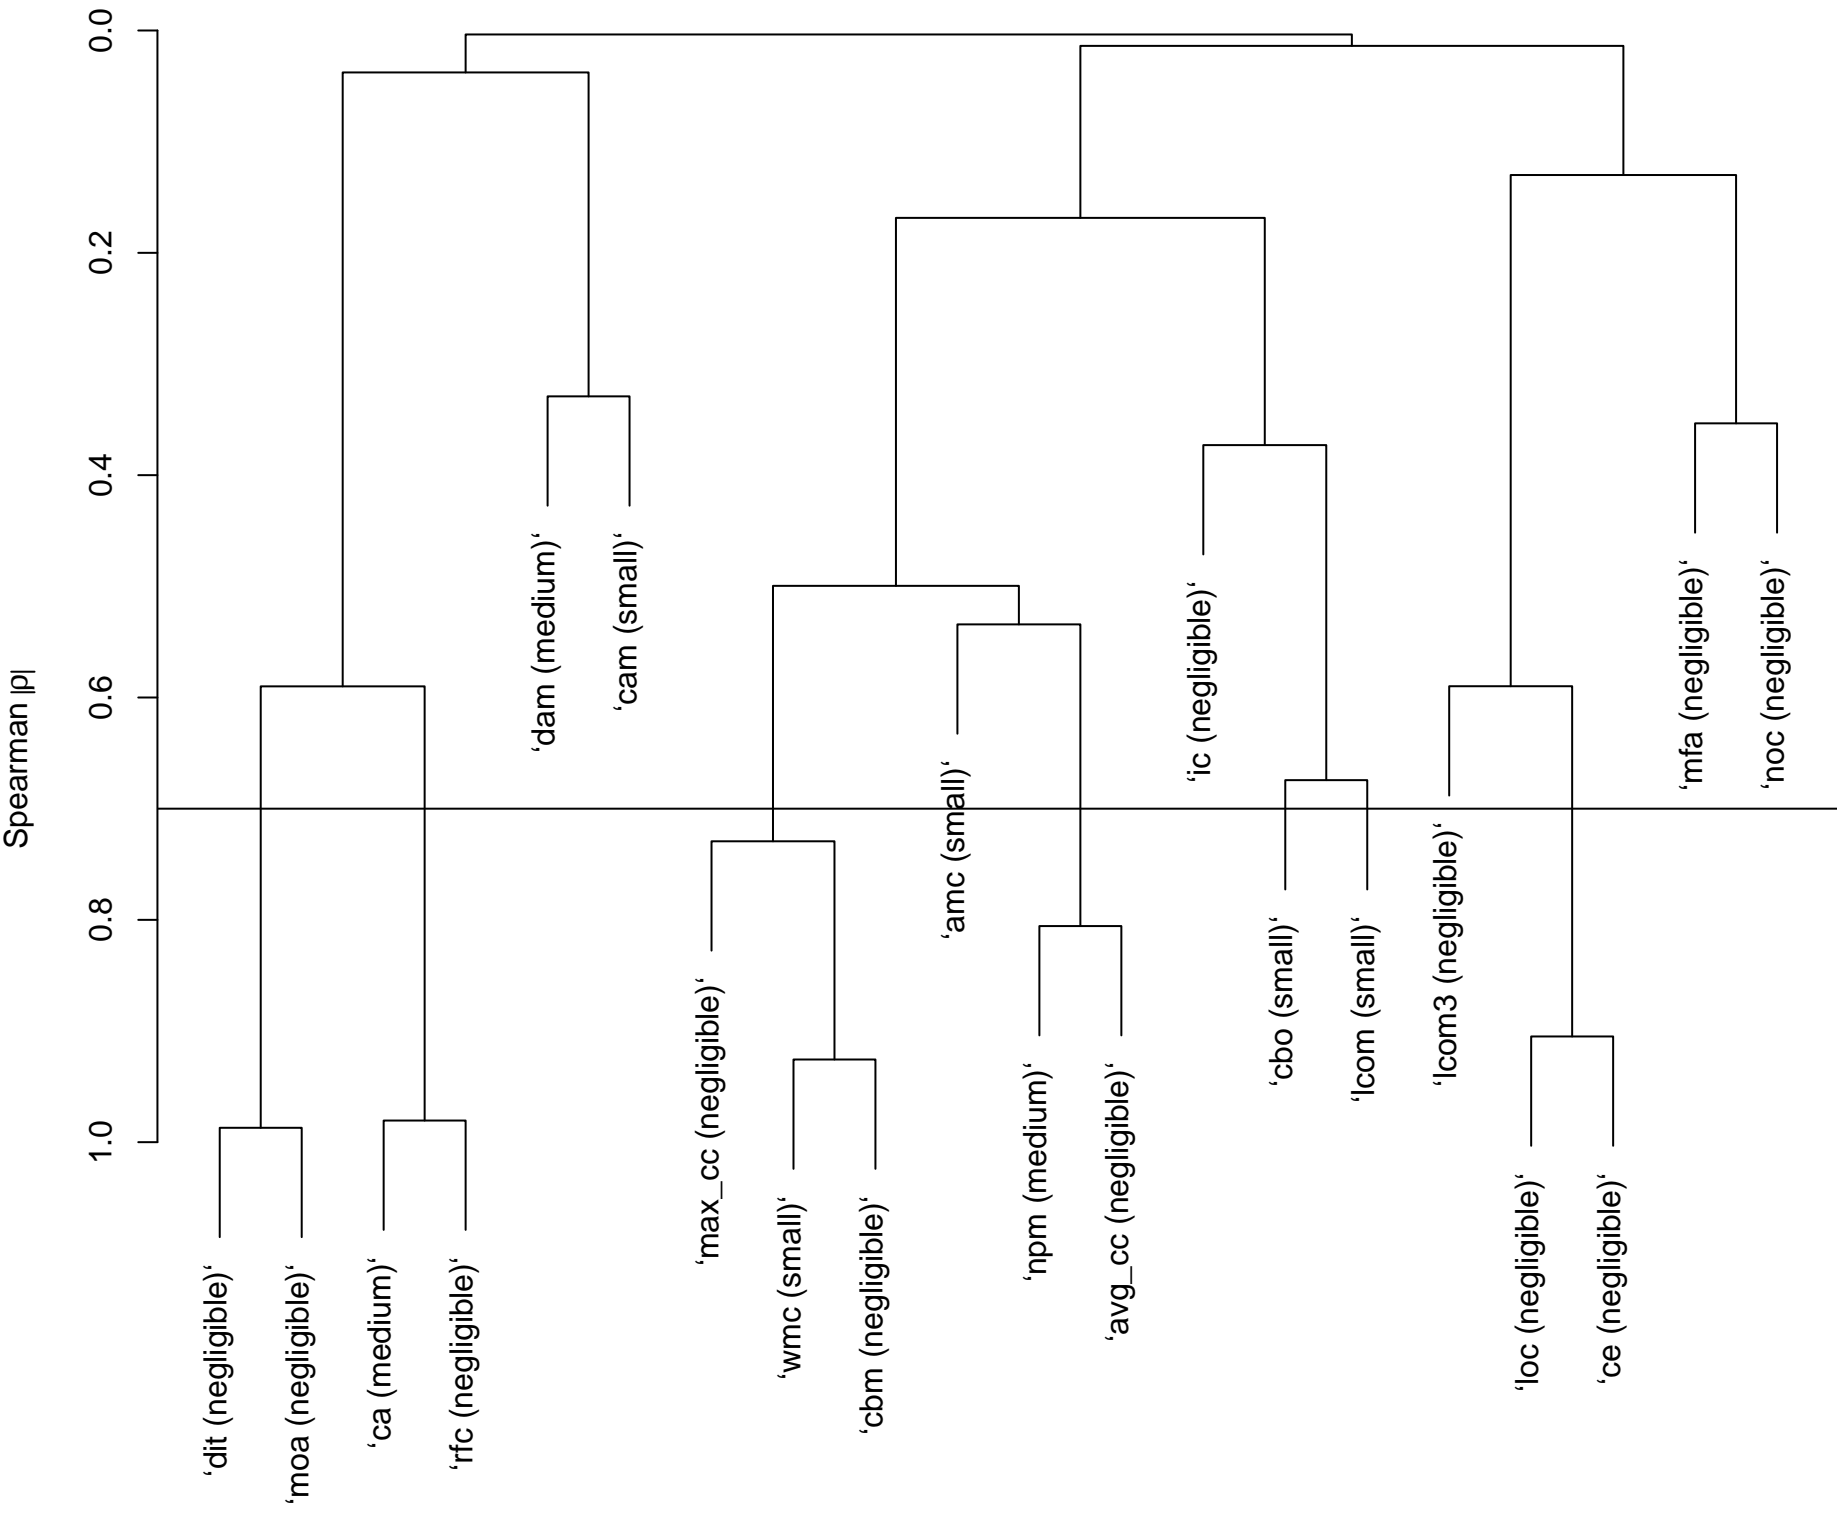 Spearman |ρ|
0.0
0.2
0.4
0.6
0.8
1.0
‘dit (negligible)‘
‘moa (negligible)‘
‘ca (medium)‘
‘rfc (negligible)‘
‘dam (medium)‘
‘cam (small)‘
‘max_cc (negligible)‘
‘wmc (small)‘
‘cbm (negligible)‘
‘amc (small)‘
‘npm (medium)‘
‘avg_cc (negligible)‘
‘ic (negligible)‘
‘cbo (small)‘
‘lcom (small)‘
‘lcom3 (negligible)‘
‘loc (negligible)‘
‘ce (negligible)‘
‘mfa (negligible)‘
‘noc (negligible)‘